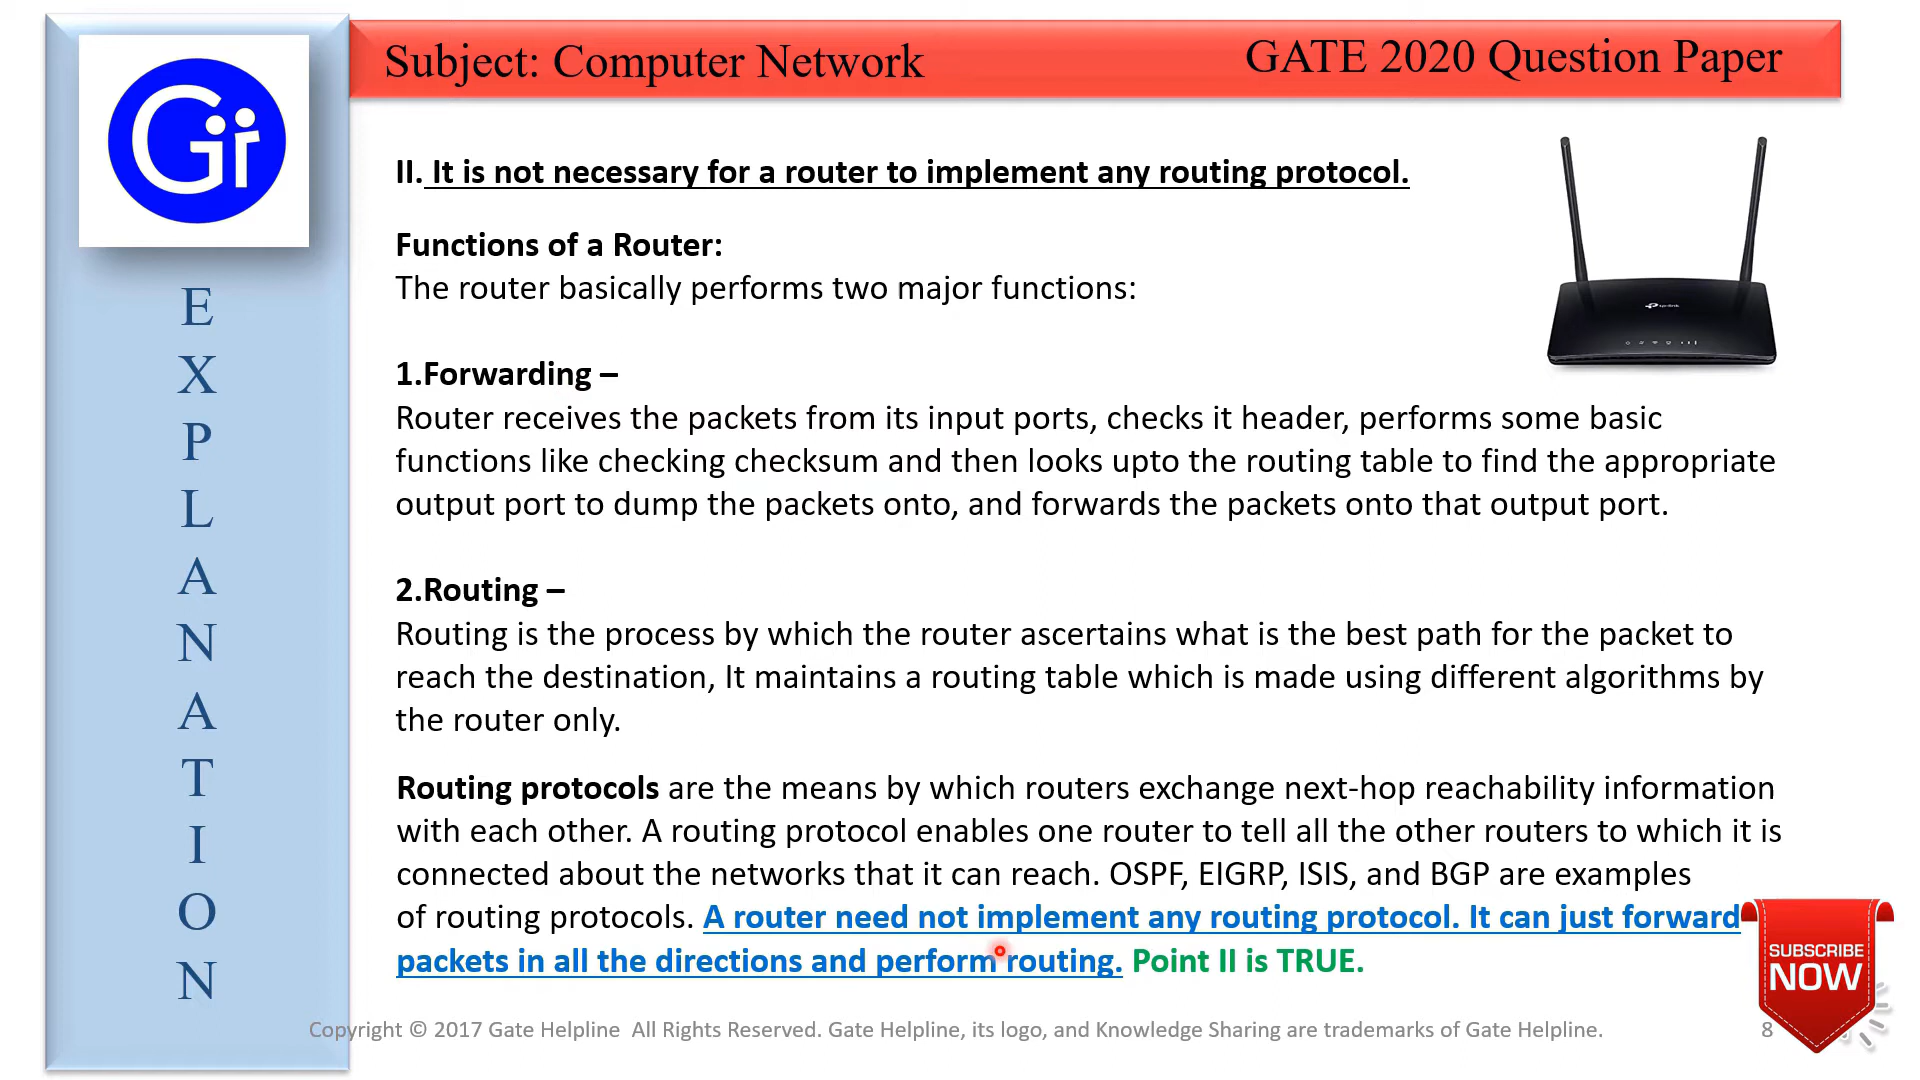 Subject: Computer Network
GATE 2020 Question Paper
Gr
E
X
P
L
A
N
A
T
I
O
N
II. It is not necessary for a router to implement any routing protocol.
Functions of a Router:
The router basically performs two major functions:
1.Forwarding –
Router receives the packets from its input ports, checks it header, performs some basic
functions like checking checksum and then looks upto the routing table to find the appropriate
output port to dump the packets onto, and forwards the packets onto that output port.
2.Routing –
Routing is the process by which the router ascertains what is the best path for the packet to
reach the destination, It maintains a routing table which is made using different algorithms by
the router only.
Routing protocols are the means by which routers exchange next-hop reachability information
with each other. A routing protocol enables one router to tell all the other routers to which it is
connected about the networks that it can reach. OSPF, EIGRP, ISIS, and BGP are examples
of routing protocols. A router need not implement any routing protocol. It can just forward
packets in all the directions and perform routing. Point II is TRUE.
SUBSCRIBE
NOW
Copyright © 2017 Gate Helpline All Rights Reserved. Gate Helpline, its logo, and Knowledge Sharing are trademarks of Gate Helpline.
8
tp-link